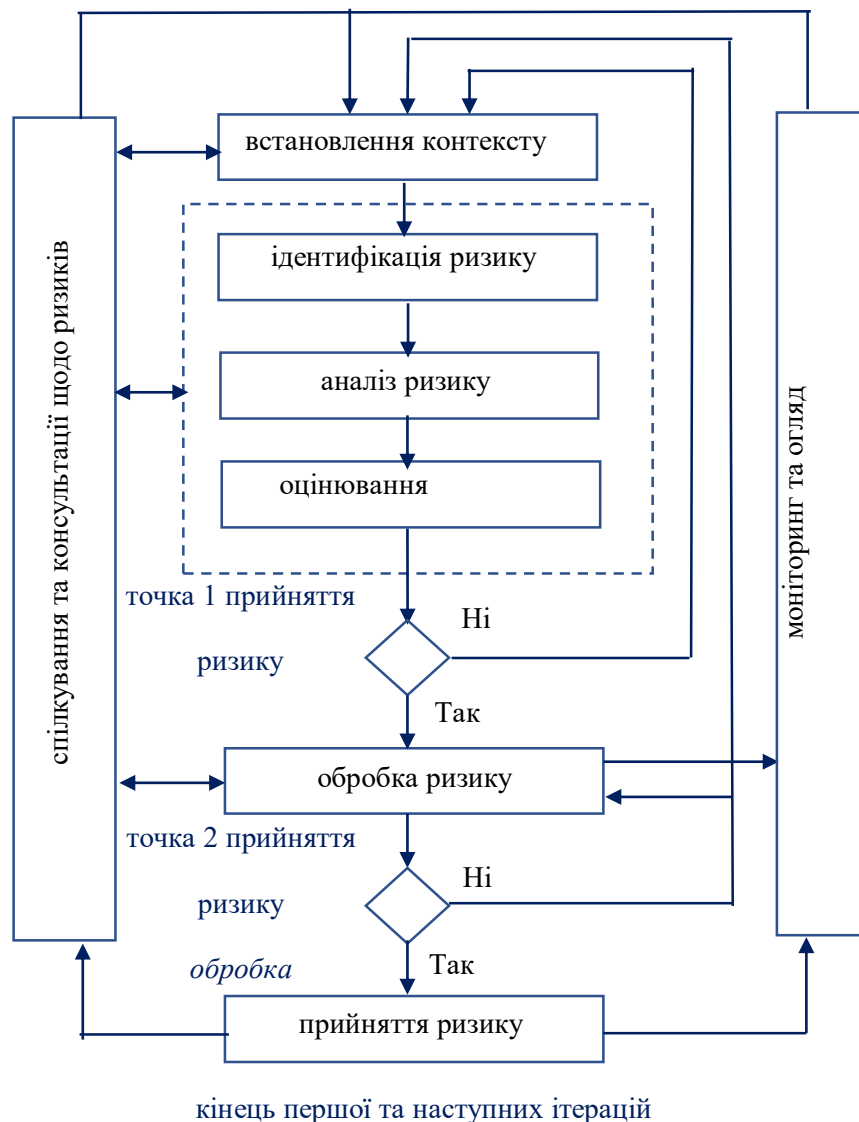 встановлення контексту
спілкування та консультації щодо ризиків
ідентифікація ризику
аналіз ризику
оцінювання
моніторинг та огляд
точка 1 прийняття
Ні
ризику
Так
обробка ризику
точка 2 прийняття
Ні
ризику
Так
обробка
прийняття ризику
кінець першої та наступних ітерацій